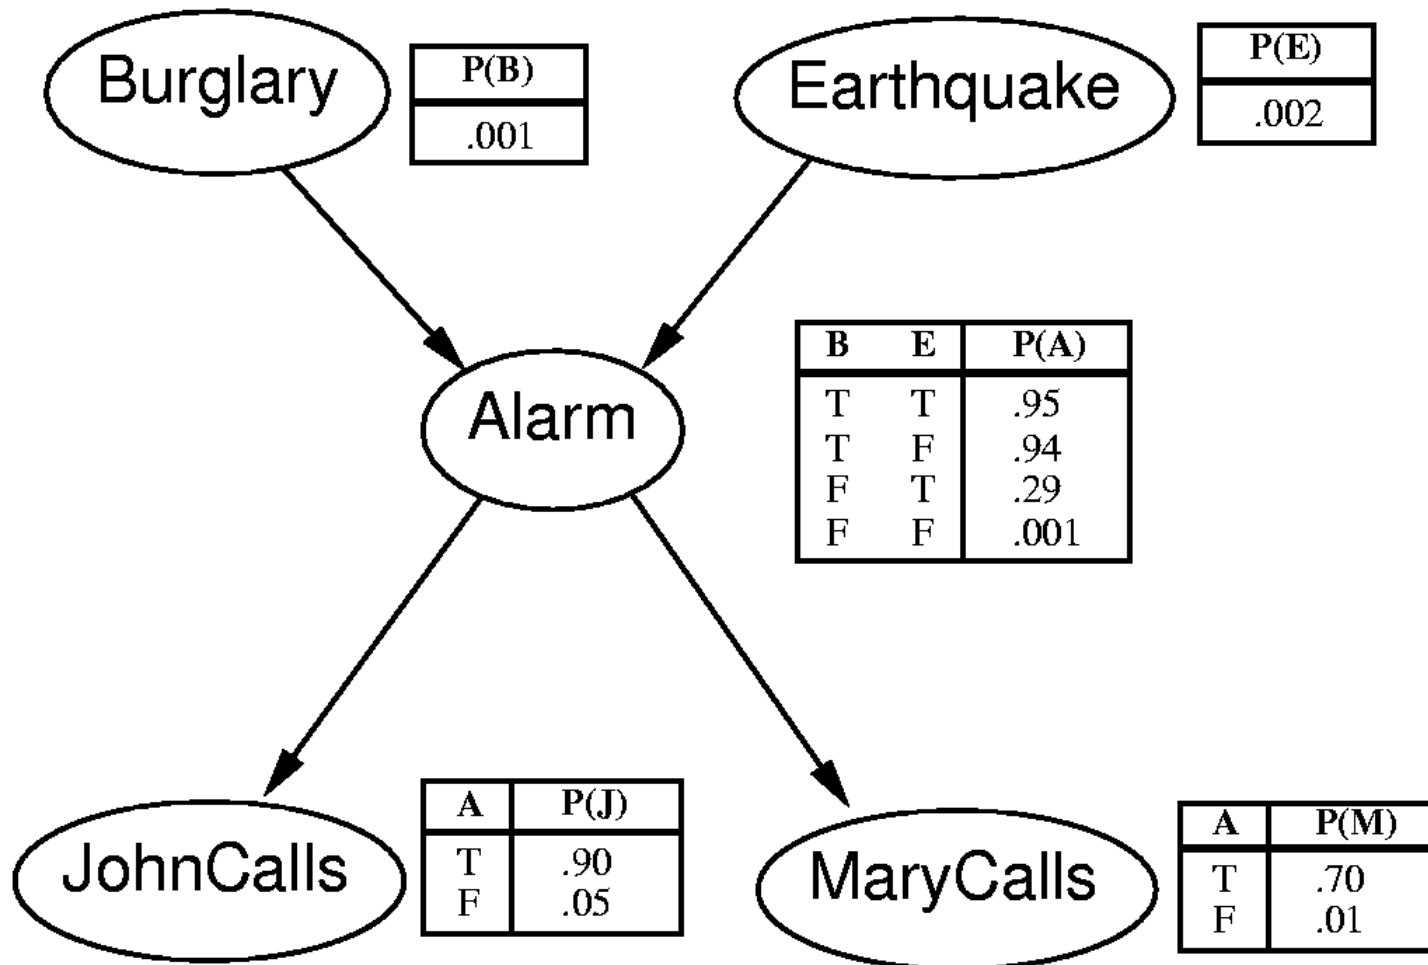 Burglary
P(B)
.001
Earthquake
P(E)
.002
Alarm
B E P(A)
T T .95
T F .94
F T .29
F F .001
JohnCalls
A P(J)
T .90
F .05
MaryCalls
A P(M)
T .70
F .01